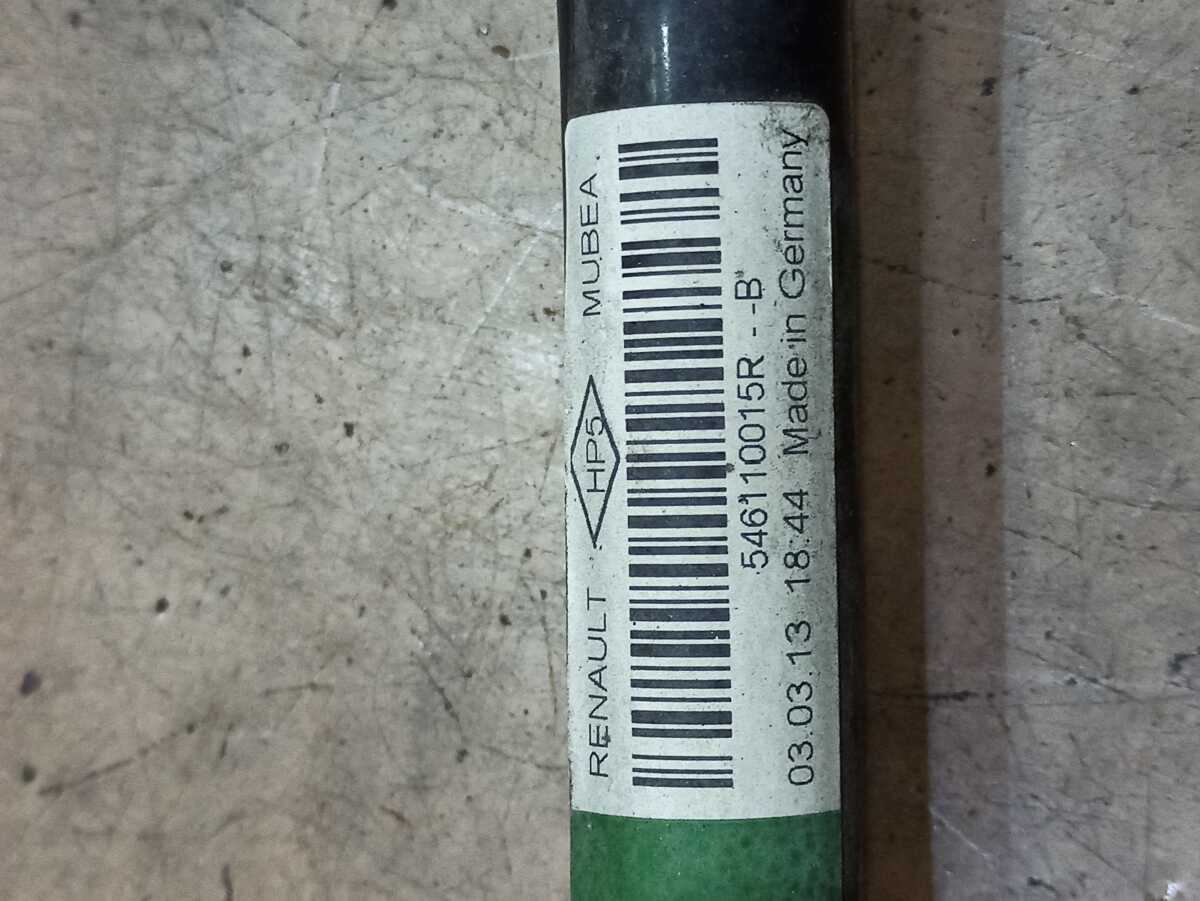 RENAULT HP5 MUBEA
546110015R--B
03.03.13 18:44 Made in Germany